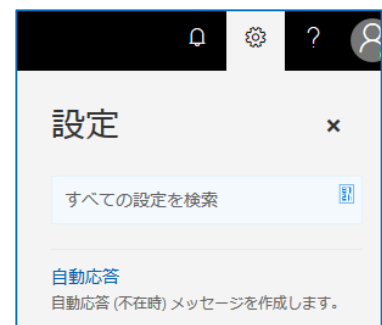 ?
設定
×
すべての設定を検索
自動応答
自動応答 (不在時) メッセージを作成します。